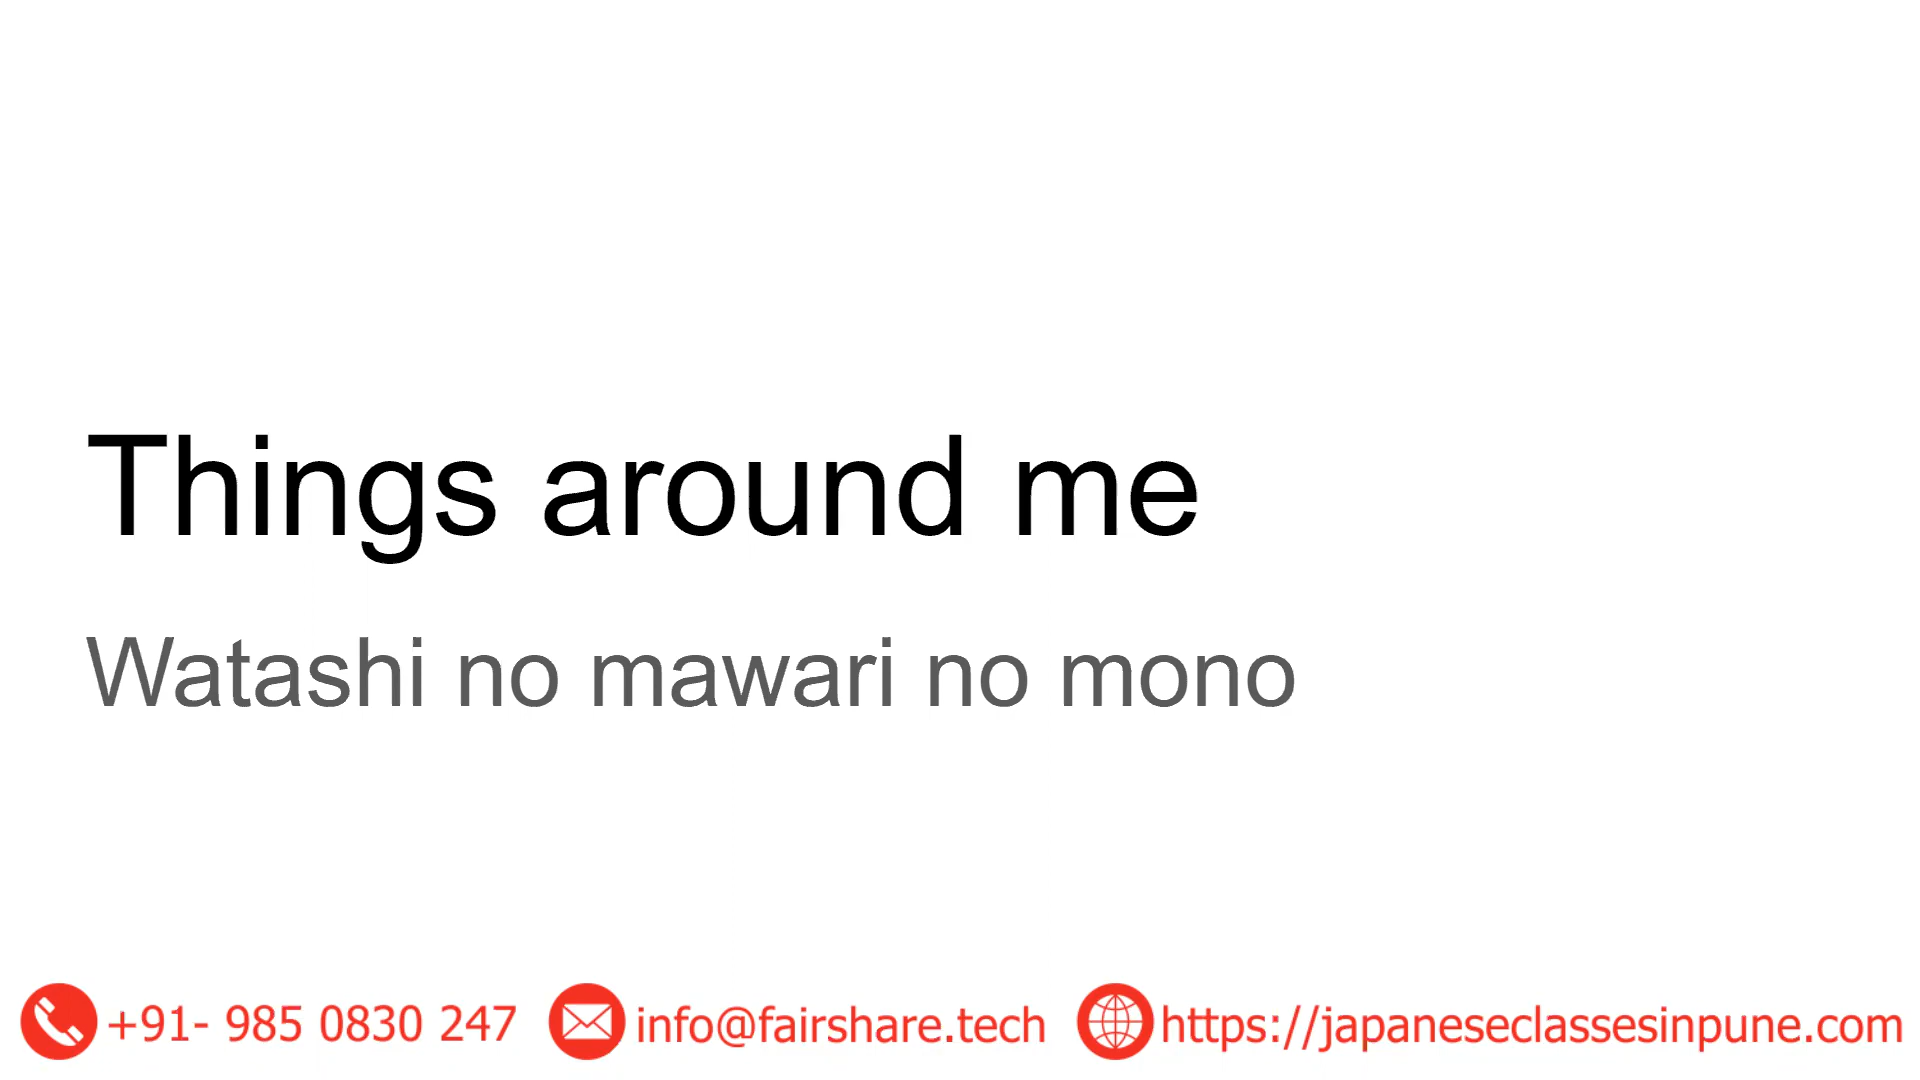 Things around me
Watashi no mawari no mono
+91- 985 0830 247 info@fairshare.tech https://japaneseclassesinpune.com